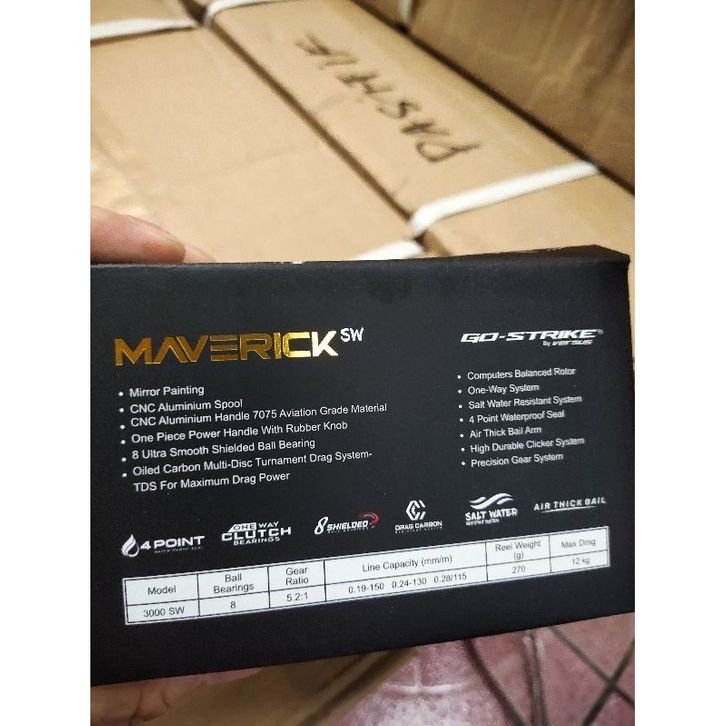 PASHIF
MAVERICK SW
GO-STRIKE
By versus
• Mirror Painting
• CNC Aluminium Spool
• CNC Aluminium Handle 7075 Aviation Grade Material
• One Piece Power Handle With Rubber Knob
• 8 Ultra Smooth Shielded Ball Bearing
• Oiled Carbon Multi-Disc Turnament Drag System-
TDS For Maximum Drag Power
• Computers Balanced Rotor
• One-Way System
• Salt Water Resistant System
• 4 Point Waterproof Seal
• Air Thick Bail Arm
• High Durable Clicker System
• Precision Gear System
4 POINT
ONE WAY
CLUTCH
BEARINGS
8 SHIELDED
BALL BEARINGS
DRAG CARBON
SALT WATER
RESISTANT SYSTEM
AIR THICK BAIL
Model Ball Bearings Gear Ratio Line Capacity (mm/m) Reel Weight (g) Max Drag
3000 SW 8 5.2:1 0.19-150 0.24-130 0.28/115 270 12 kg